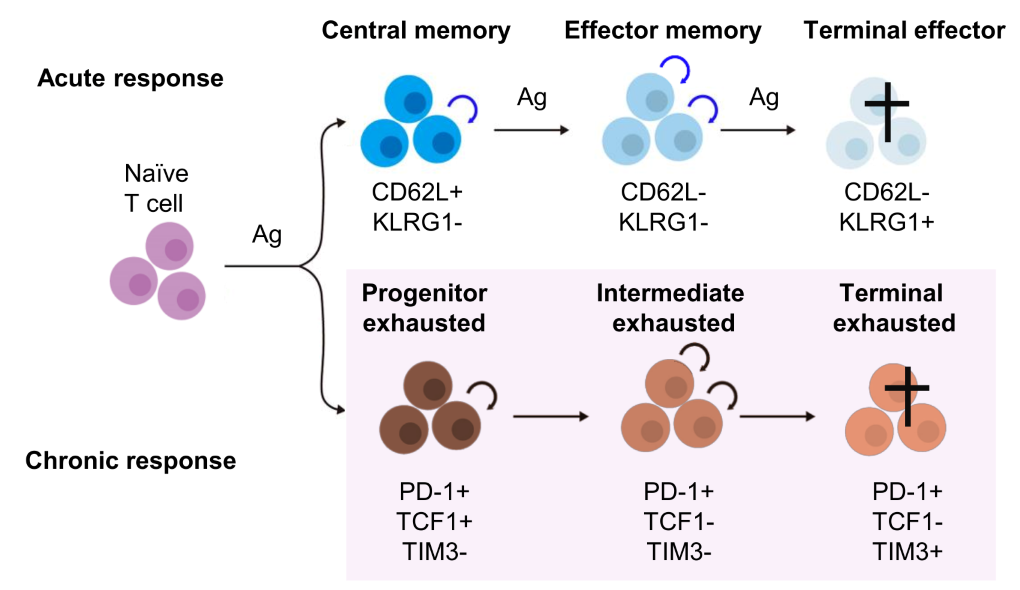 Central memory
Effector memory
Terminal effector
Acute response
Ag
Ag
Naïve
T cell
CD62L+
KLRG1-
CD62L-
KLRG1-
CD62L-
KLRG1+
Ag
Progenitor
exhausted
Intermediate
exhausted
Terminal
exhausted
Chronic response
PD-1+
TCF1+
TIM3-
PD-1+
TCF1-
TIM3-
PD-1+
TCF1-
TIM3+